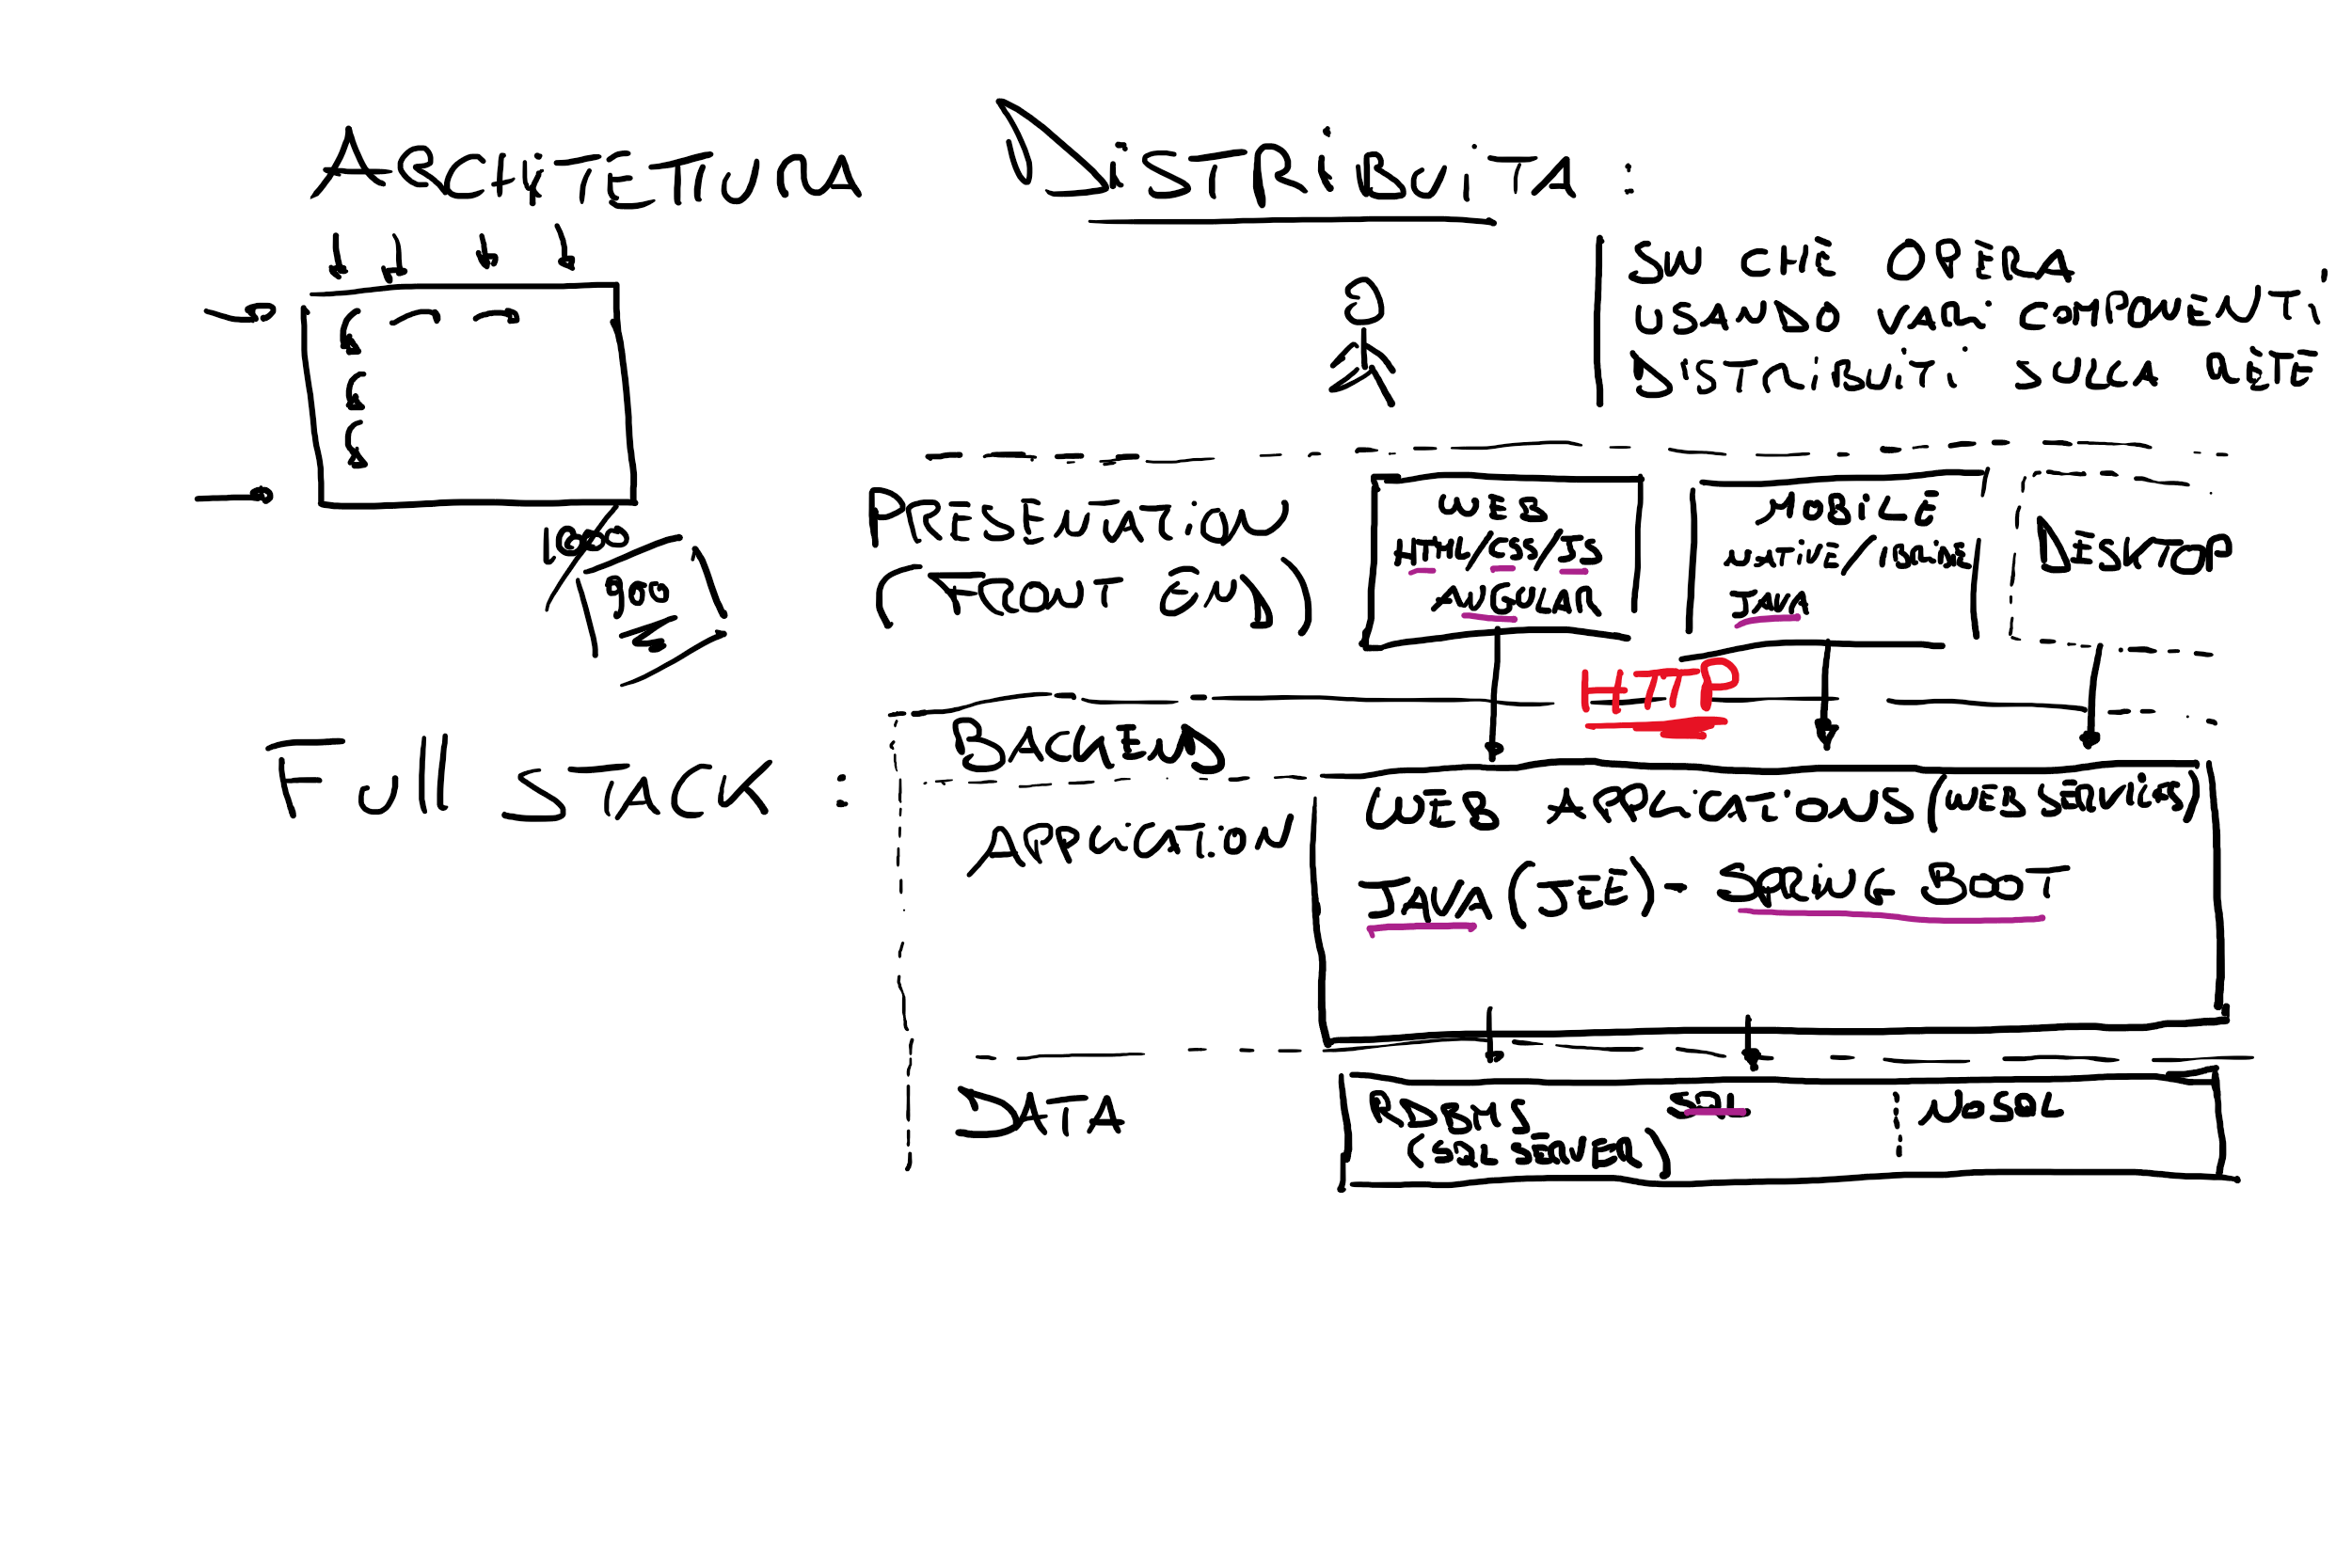 ARCHITETTURA DISTRIBUITA :
SW CHE OPERA
USANDO VARI COMPONENTI
DISTRIBUITI SULLA RETE
1000
900
PRESENTATION
(FRONT END)
WEB
HTML/CSS/JS
ANGULAR
MOBILE
NATIVE/IBRIDE
JAVA
DESKTOP
HTTP
FULL STACK :
BACKEND
APPLICATION
WEB APPLICATIONS (WEB SERVICES)
JAVA (JEE) - SPRING BOOT
DATA
RDBMS SQL
(SQL SERVER)
NoSQL